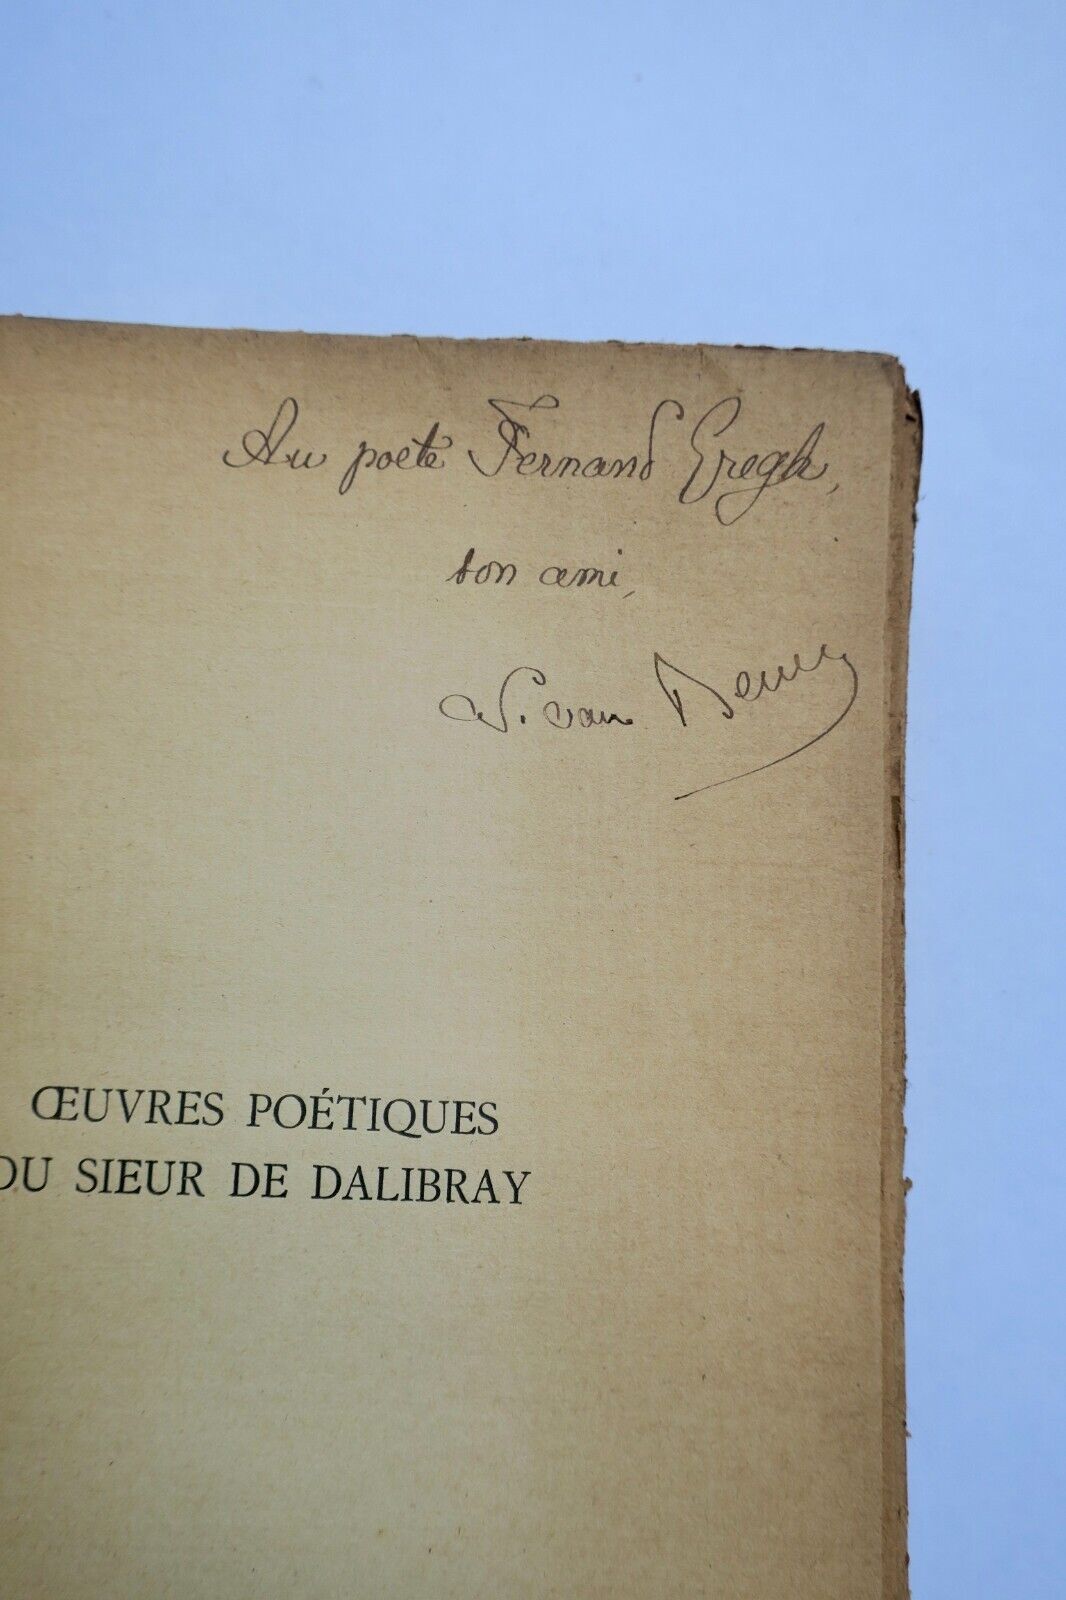 Au poète Fernand Gregh,
son ami,
A. van Bever
ŒUVRES POÉTIQUES
DU SIEUR DE DALIBRAY